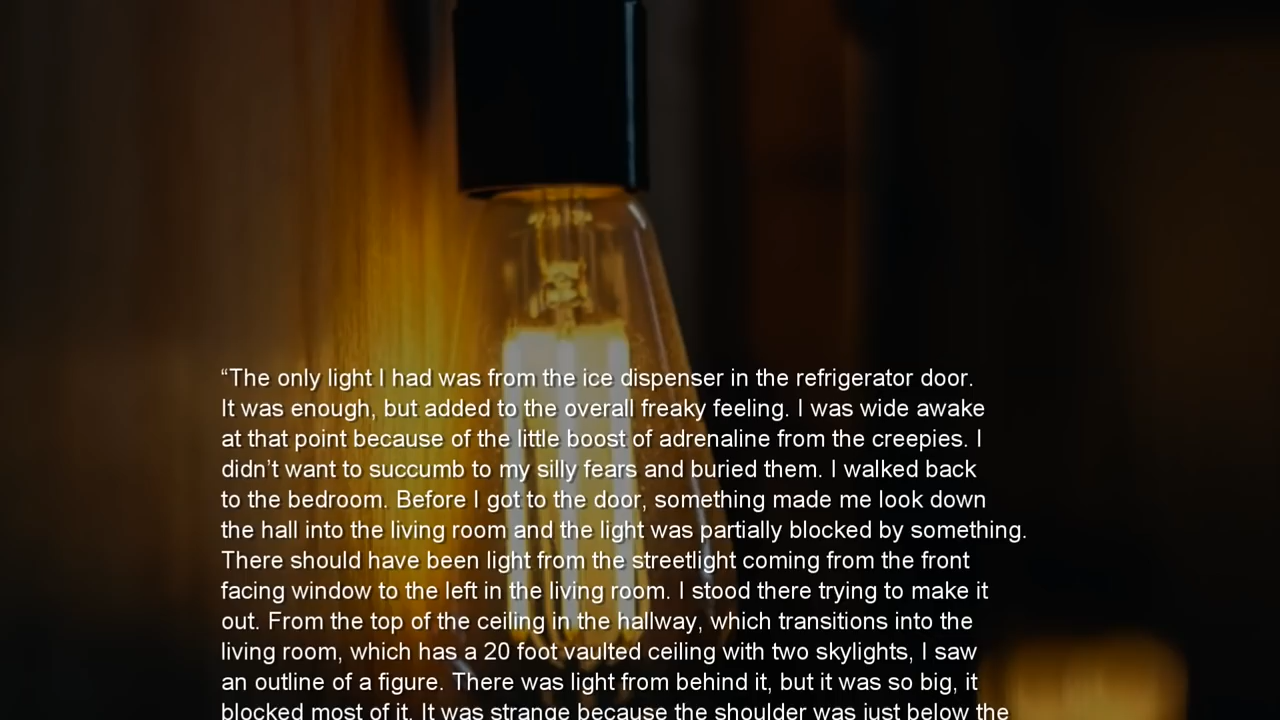 “The only light I had was from the ice dispenser in the refrigerator door.
It was enough, but added to the overall freaky feeling. I was wide awake
at that point because of the little boost of adrenaline from the creepies. I
didn’t want to succumb to my silly fears and buried them. I walked back
to the bedroom. Before I got to the door, something made me look down
the hall into the living room and the light was partially blocked by something.
There should have been light from the streetlight coming from the front
facing window to the left in the living room. I stood there trying to make it
out. From the top of the ceiling in the hallway, which transitions into the
living room, which has a 20 foot vaulted ceiling with two skylights, I saw
an outline of a figure. There was light from behind it, but it was so big, it
blocked most of it. It was strange because the shoulder was just below the